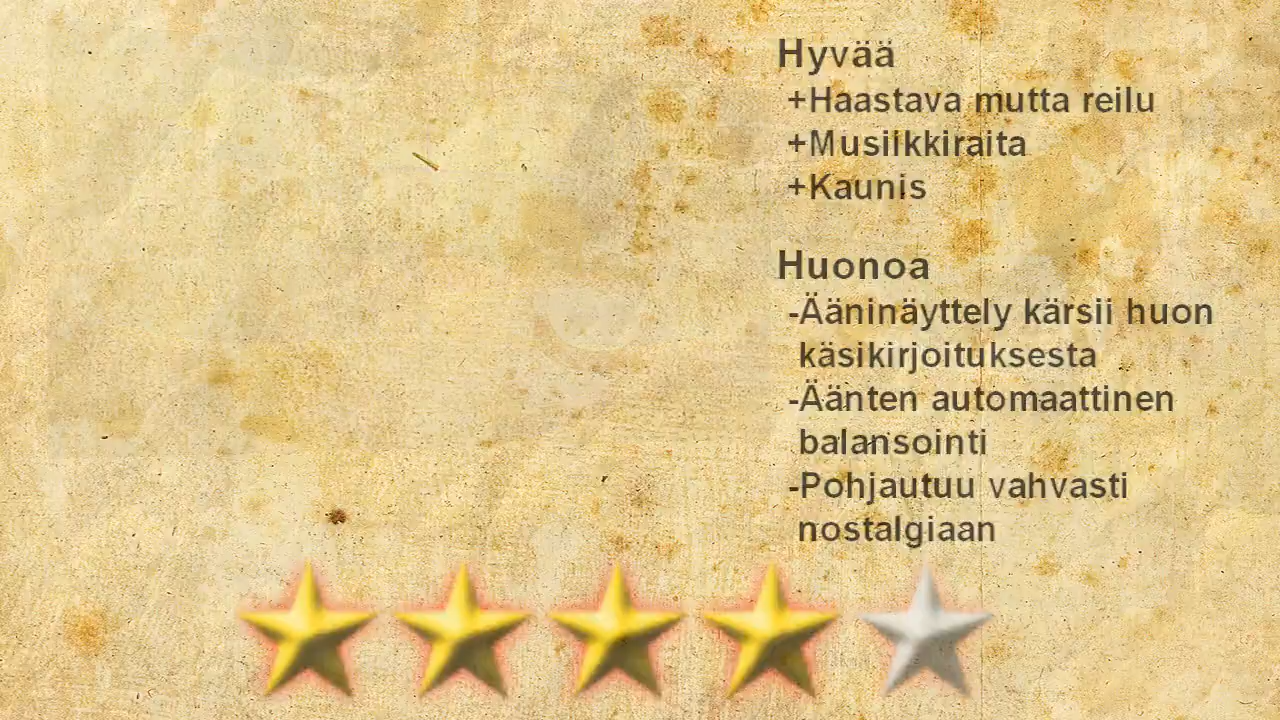 Hyvää
+Haastava mutta reilu
+Musiikkiraita
+Kaunis
Huonoa
-Ääninäyttely kärsii huon
käsikirjoituksesta
-Äänten automaattinen
balansointi
-Pohjautuu vahvasti
nostalgiaan